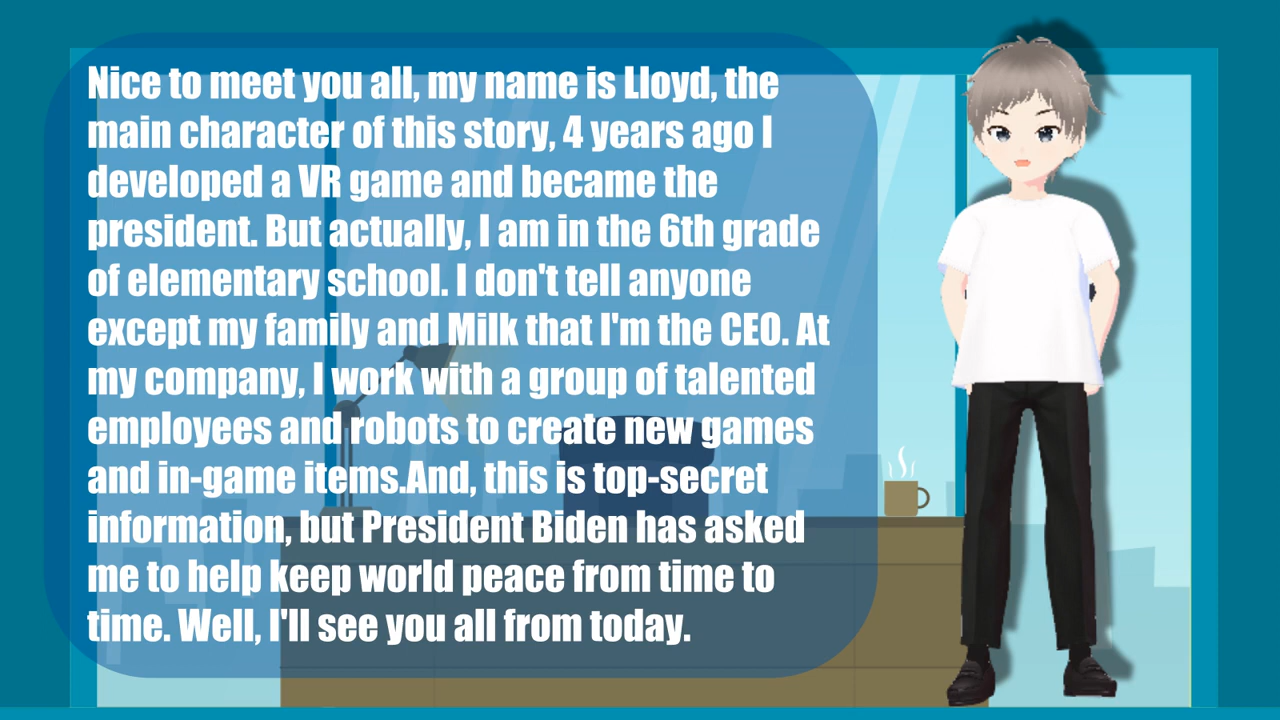 Nice to meet you all, my name is Lloyd, the
main character of this story, 4 years ago I
developed a VR game and became the
president. But actually, I am in the 6th grade
of elementary school. I don't tell anyone
except my family and Milk that I'm the CEO. At
my company, I work with a group of talented
employees and robots to create new games
and in-game items.And, this is top-secret
information, but President Biden has asked
me to help keep world peace from time to
time. Well, I'll see you all from today.